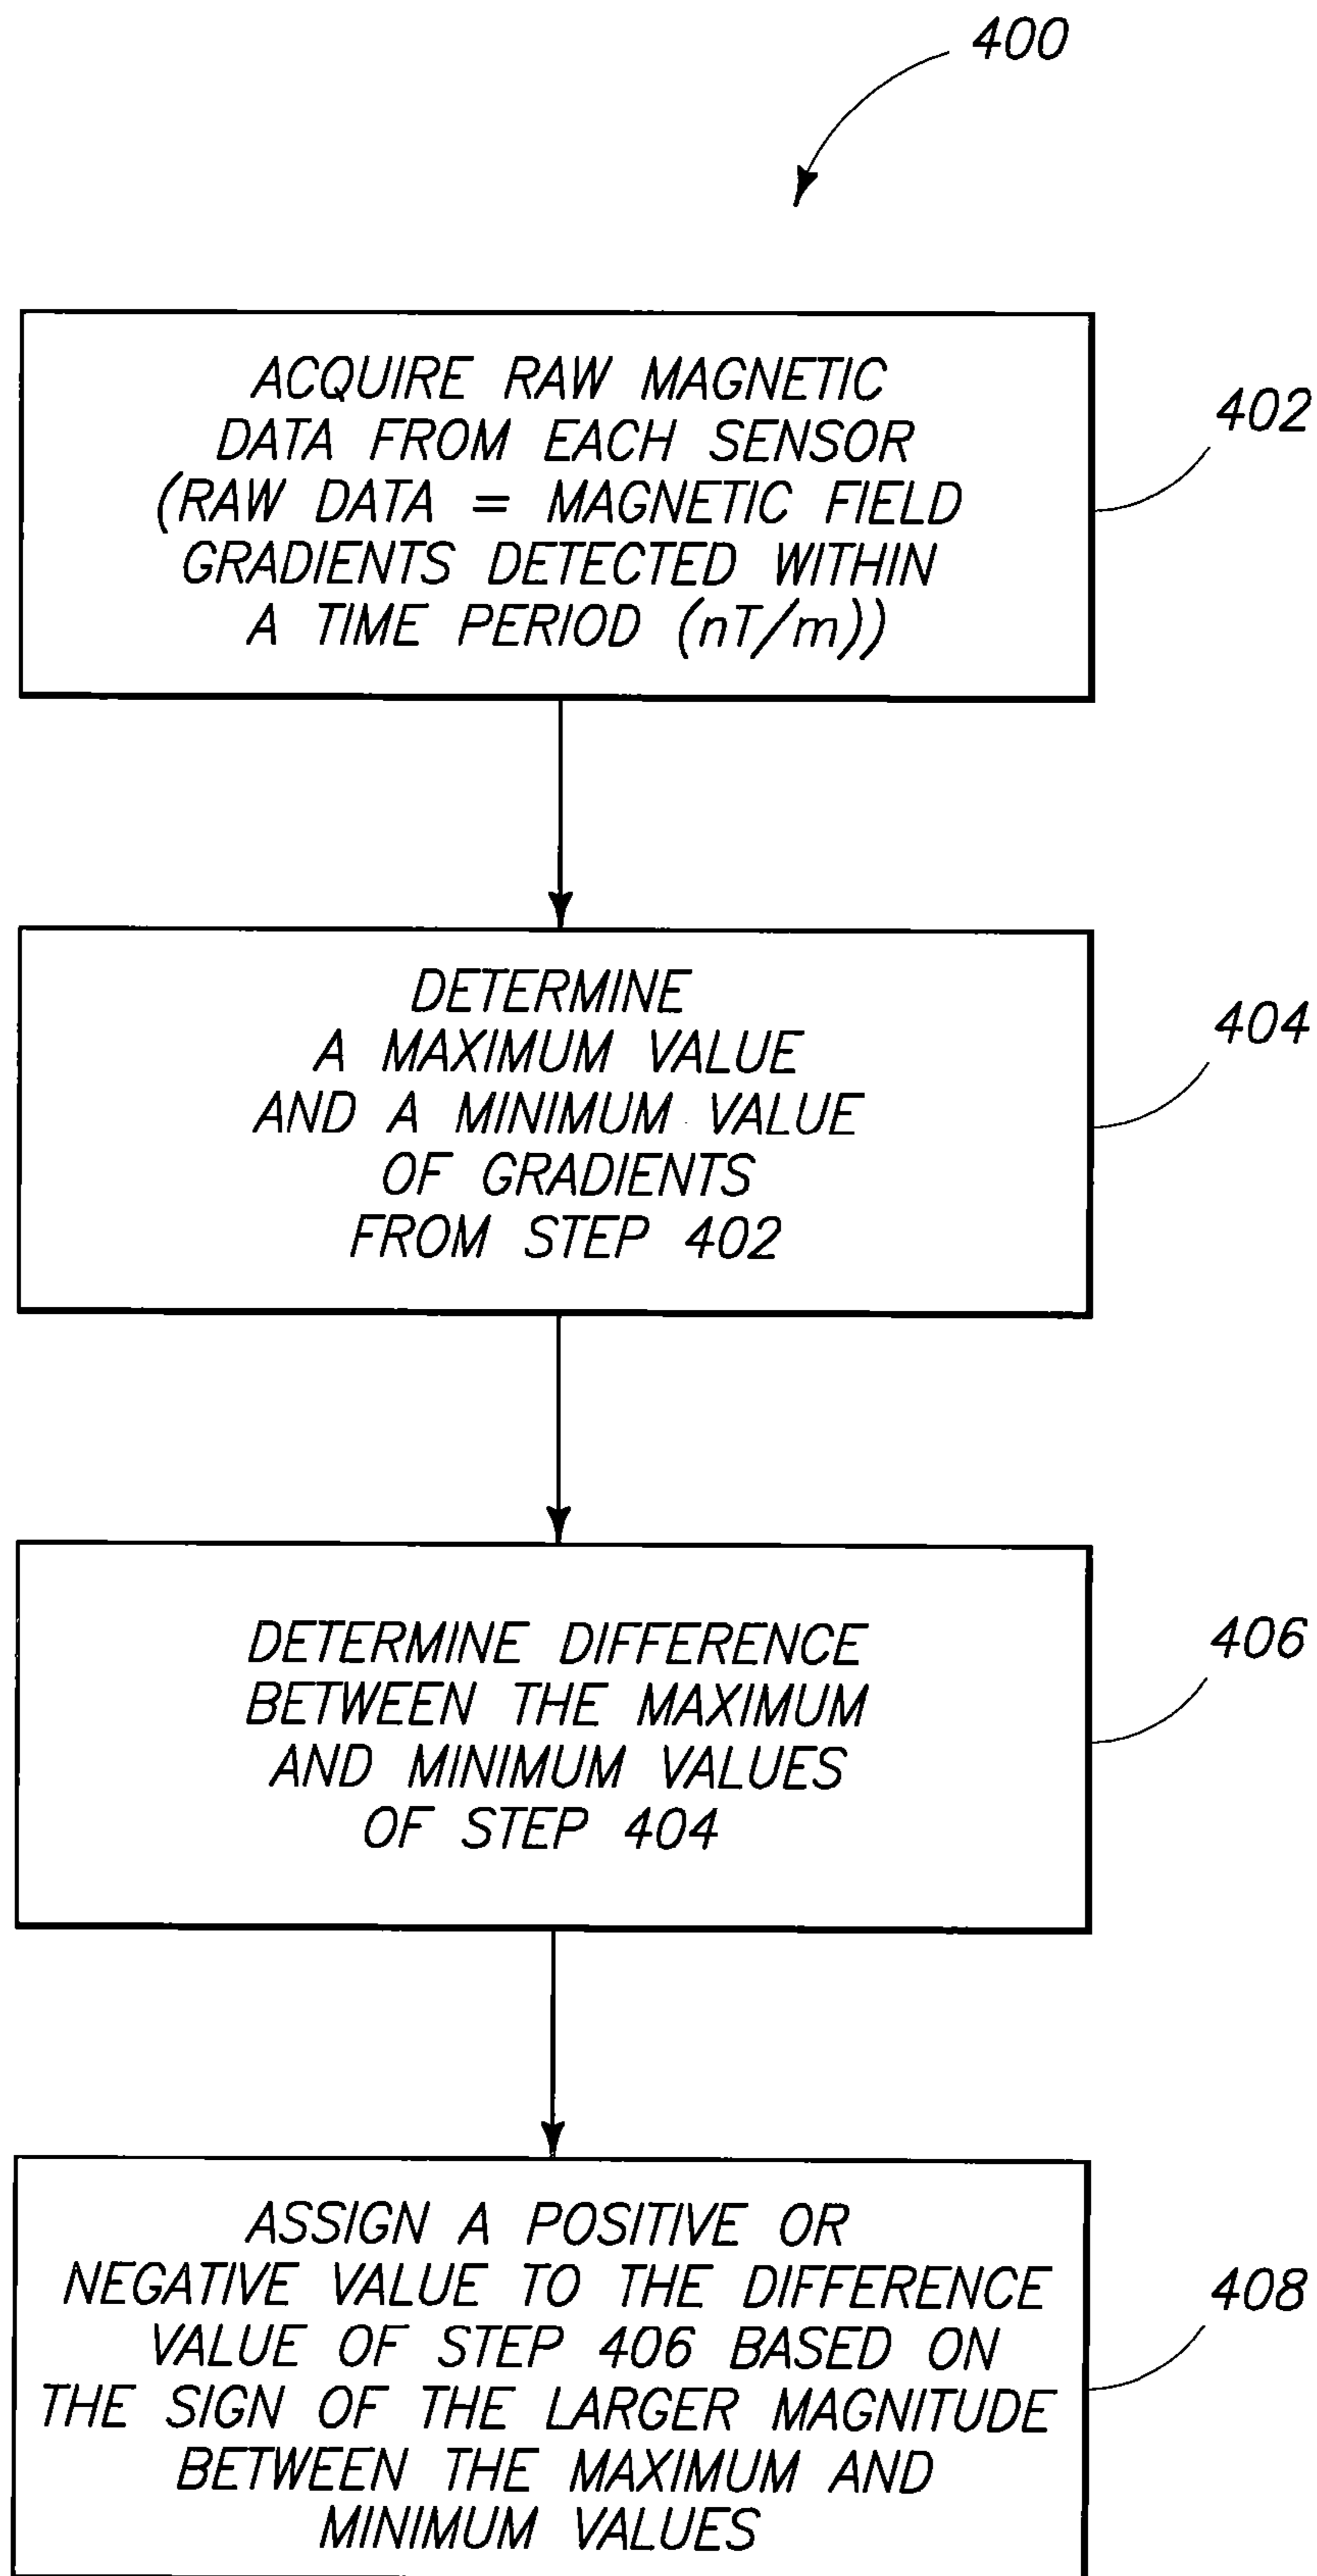 400
ACQUIRE RAW MAGNETIC
DATA FROM EACH SENSOR
(RAW DATA = MAGNETIC FIELD
GRADIENTS DETECTED WITHIN
A TIME PERIOD (nT/m))
402
DETERMINE
A MAXIMUM VALUE
AND A MINIMUM VALUE
OF GRADIENTS
FROM STEP 402
404
DETERMINE DIFFERENCE
BETWEEN THE MAXIMUM
AND MINIMUM VALUES
OF STEP 404
406
ASSIGN A POSITIVE OR
NEGATIVE VALUE TO THE DIFFERENCE
VALUE OF STEP 406 BASED ON
THE SIGN OF THE LARGER MAGNITUDE
BETWEEN THE MAXIMUM AND
MINIMUM VALUES
408